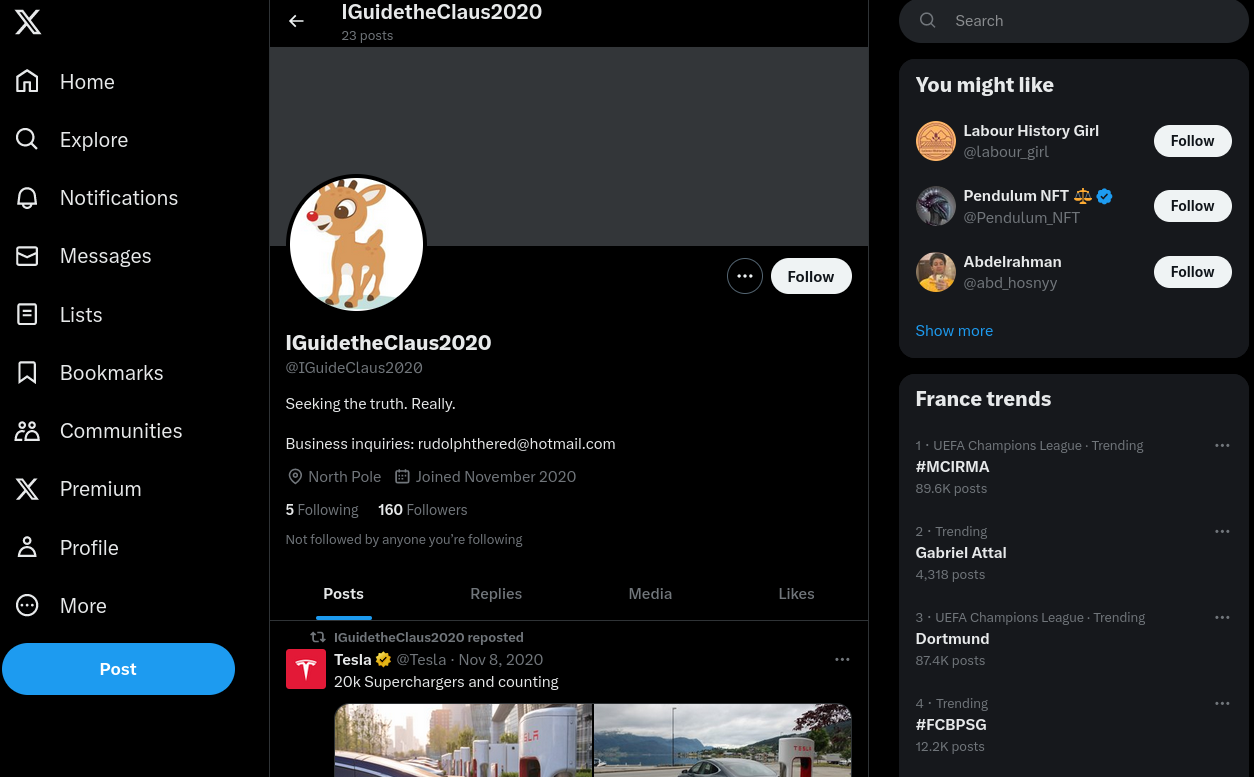 Home
Explore
Notifications
Messages
Lists
Bookmarks
Communities
Premium
Profile
More
Post
IGuidetheClaus2020
23 posts
Follow
IGuidetheClaus2020
@IGuideClaus2020
Seeking the truth. Really.
Business inquiries: rudolphthered@hotmail.com
North Pole Joined November 2020
5 Following 160 Followers
Not followed by anyone you're following
Posts Replies Media Likes
IGuidetheClaus2020 reposted
Tesla @Tesla · Nov 8, 2020
20k Superchargers and counting
TESLA
Search
You might like
Labour History Girl
@labour_girl
Follow
Pendulum NFT
@Pendulum_NFT
Follow
Abdelrahman
@abd_hosnyy
Follow
Show more
France trends
1 · UEFA Champions League · Trending
#MCIRMA
89.6K posts
2 · Trending
Gabriel Attal
4,318 posts
3 · UEFA Champions League · Trending
Dortmund
87.4K posts
4 · Trending
#FCBPSG
12.2K posts